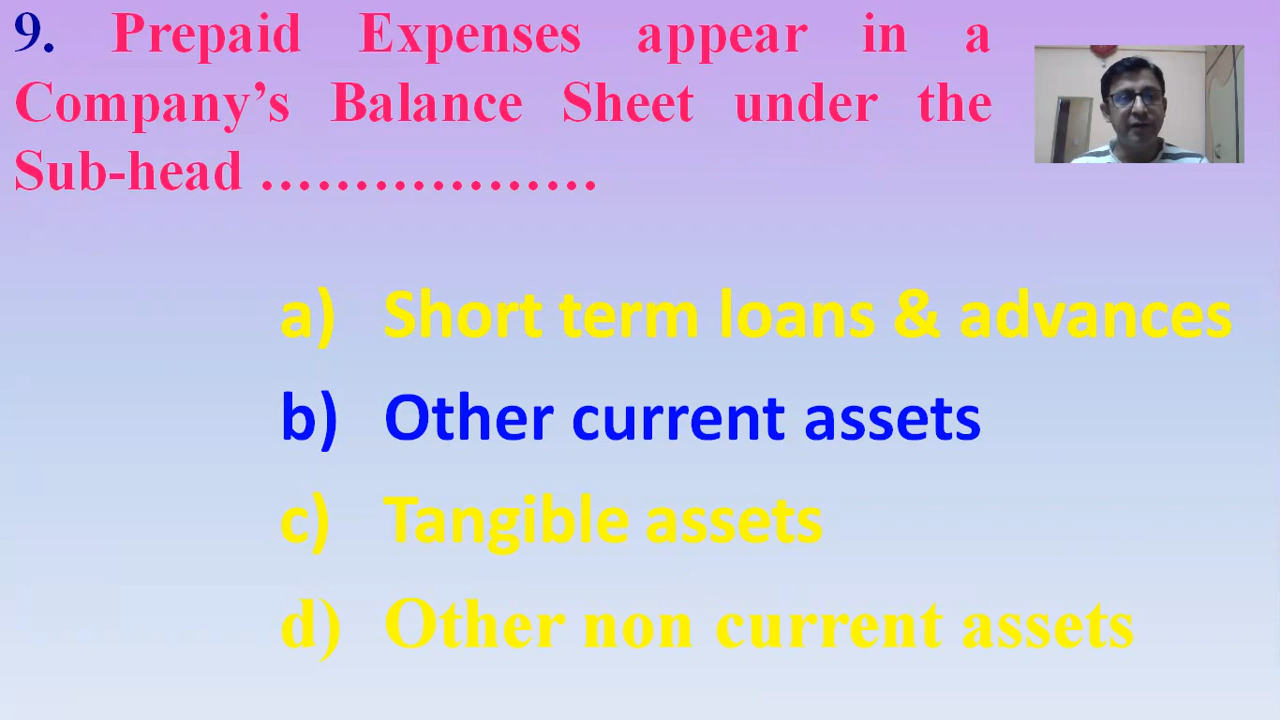 9. Prepaid Expenses appear in a
Company’s Balance Sheet under the
Sub-head ………………
a) Short term loans & advances
b) Other current assets
c) Tangible assets
d) Other non current assets